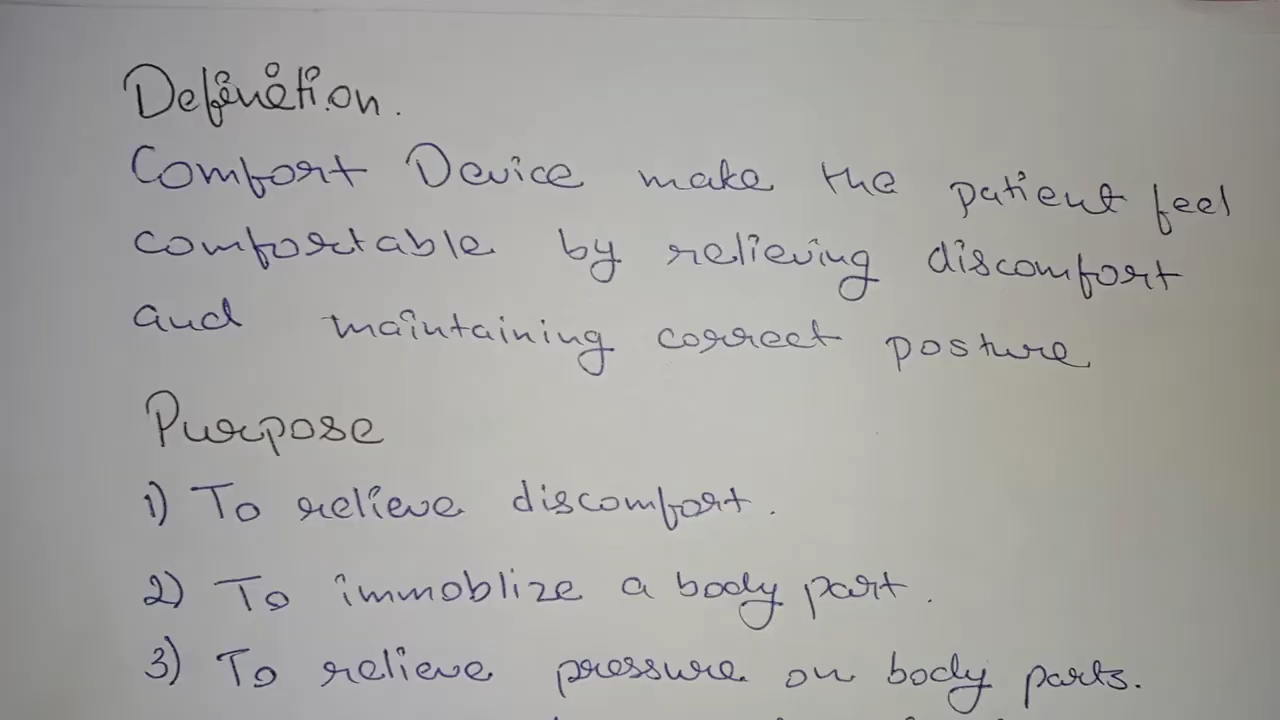 Definition.
Comfort Device make the patient feel
comfortable by relieving discomfort
and maintaining correct posture
Purpose
1) To relieve discomfort.
2) To immoblize a body part.
3) To relieve pressure on body parts.